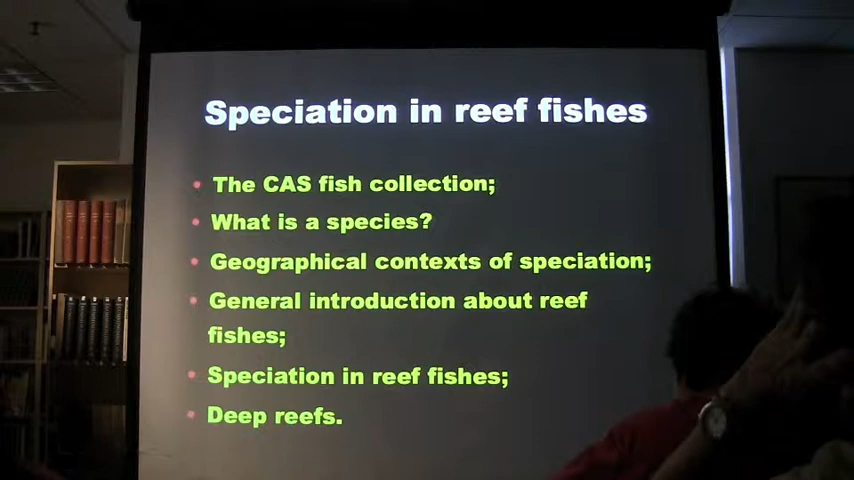 Speciation in reef fishes
• The CAS fish collection;
• What is a species?
• Geographical contexts of speciation;
• General introduction about reef
fishes;
• Speciation in reef fishes;
• Deep reefs.